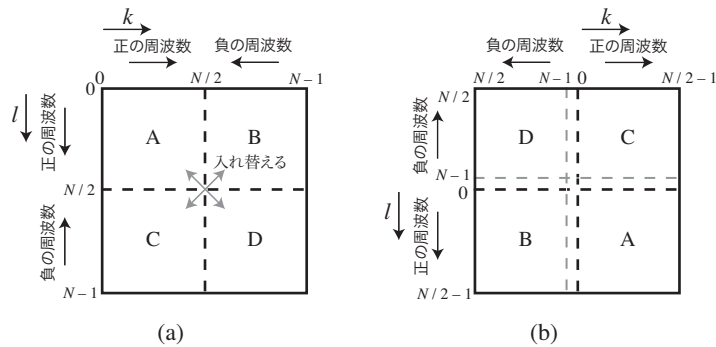 k
正の周波数 負の周波数
0 N/2 N−1
0
l
正の周波数
A B
入れ替える
N/2
負の周波数
C D
N−1
(a)
k
負の周波数 正の周波数
N/2 N−1 0 N/2−1
N/2
負の周波数
D C
N−1
0
l
正の周波数
B A
N/2−1
(b)